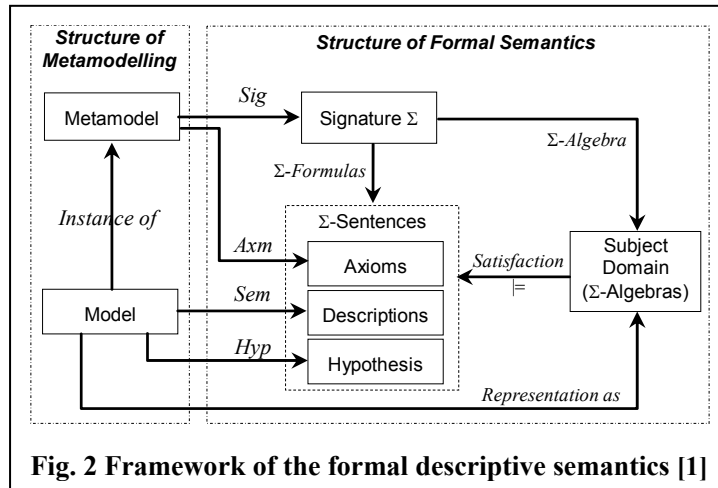 Structure of
Metamodelling
Structure of Formal Semantics
Metamodel
Sig
Signature Σ
Σ-Algebra
Σ-Formulas
Instance of
Σ-Sentences
Axm
Axioms
Satisfaction
|=
Subject
Domain
(Σ-Algebras)
Model
Sem
Descriptions
Hyp
Hypothesis
Representation as
Fig. 2 Framework of the formal descriptive semantics [1]